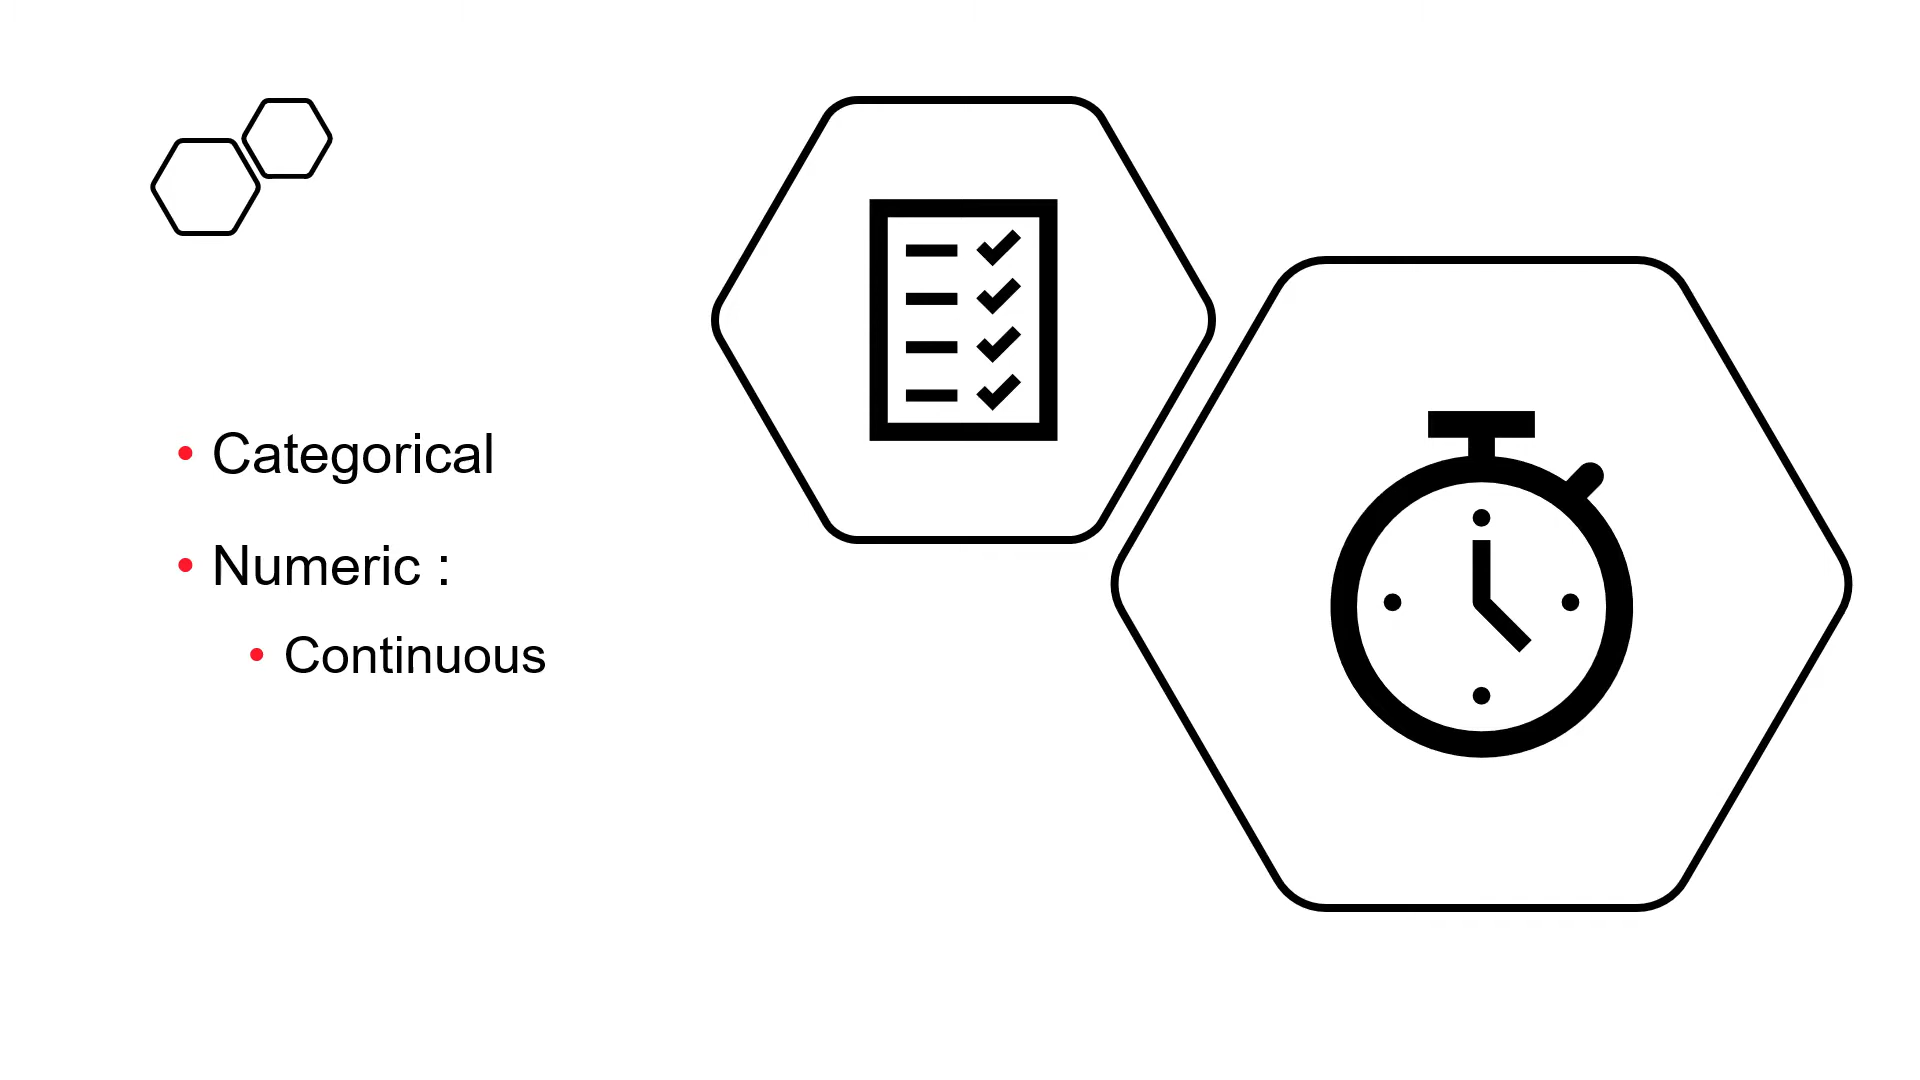 • Categorical
• Numeric :
• Continuous